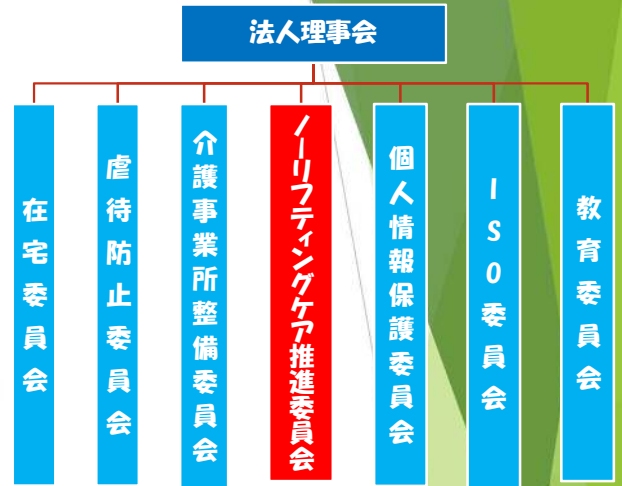 法人理事会
在宅委員会
虐待防止委員会
介護事業所整備委員会
ノーリフティングケア推進委員会
個人情報保護委員会
ISO委員会
教育委員会